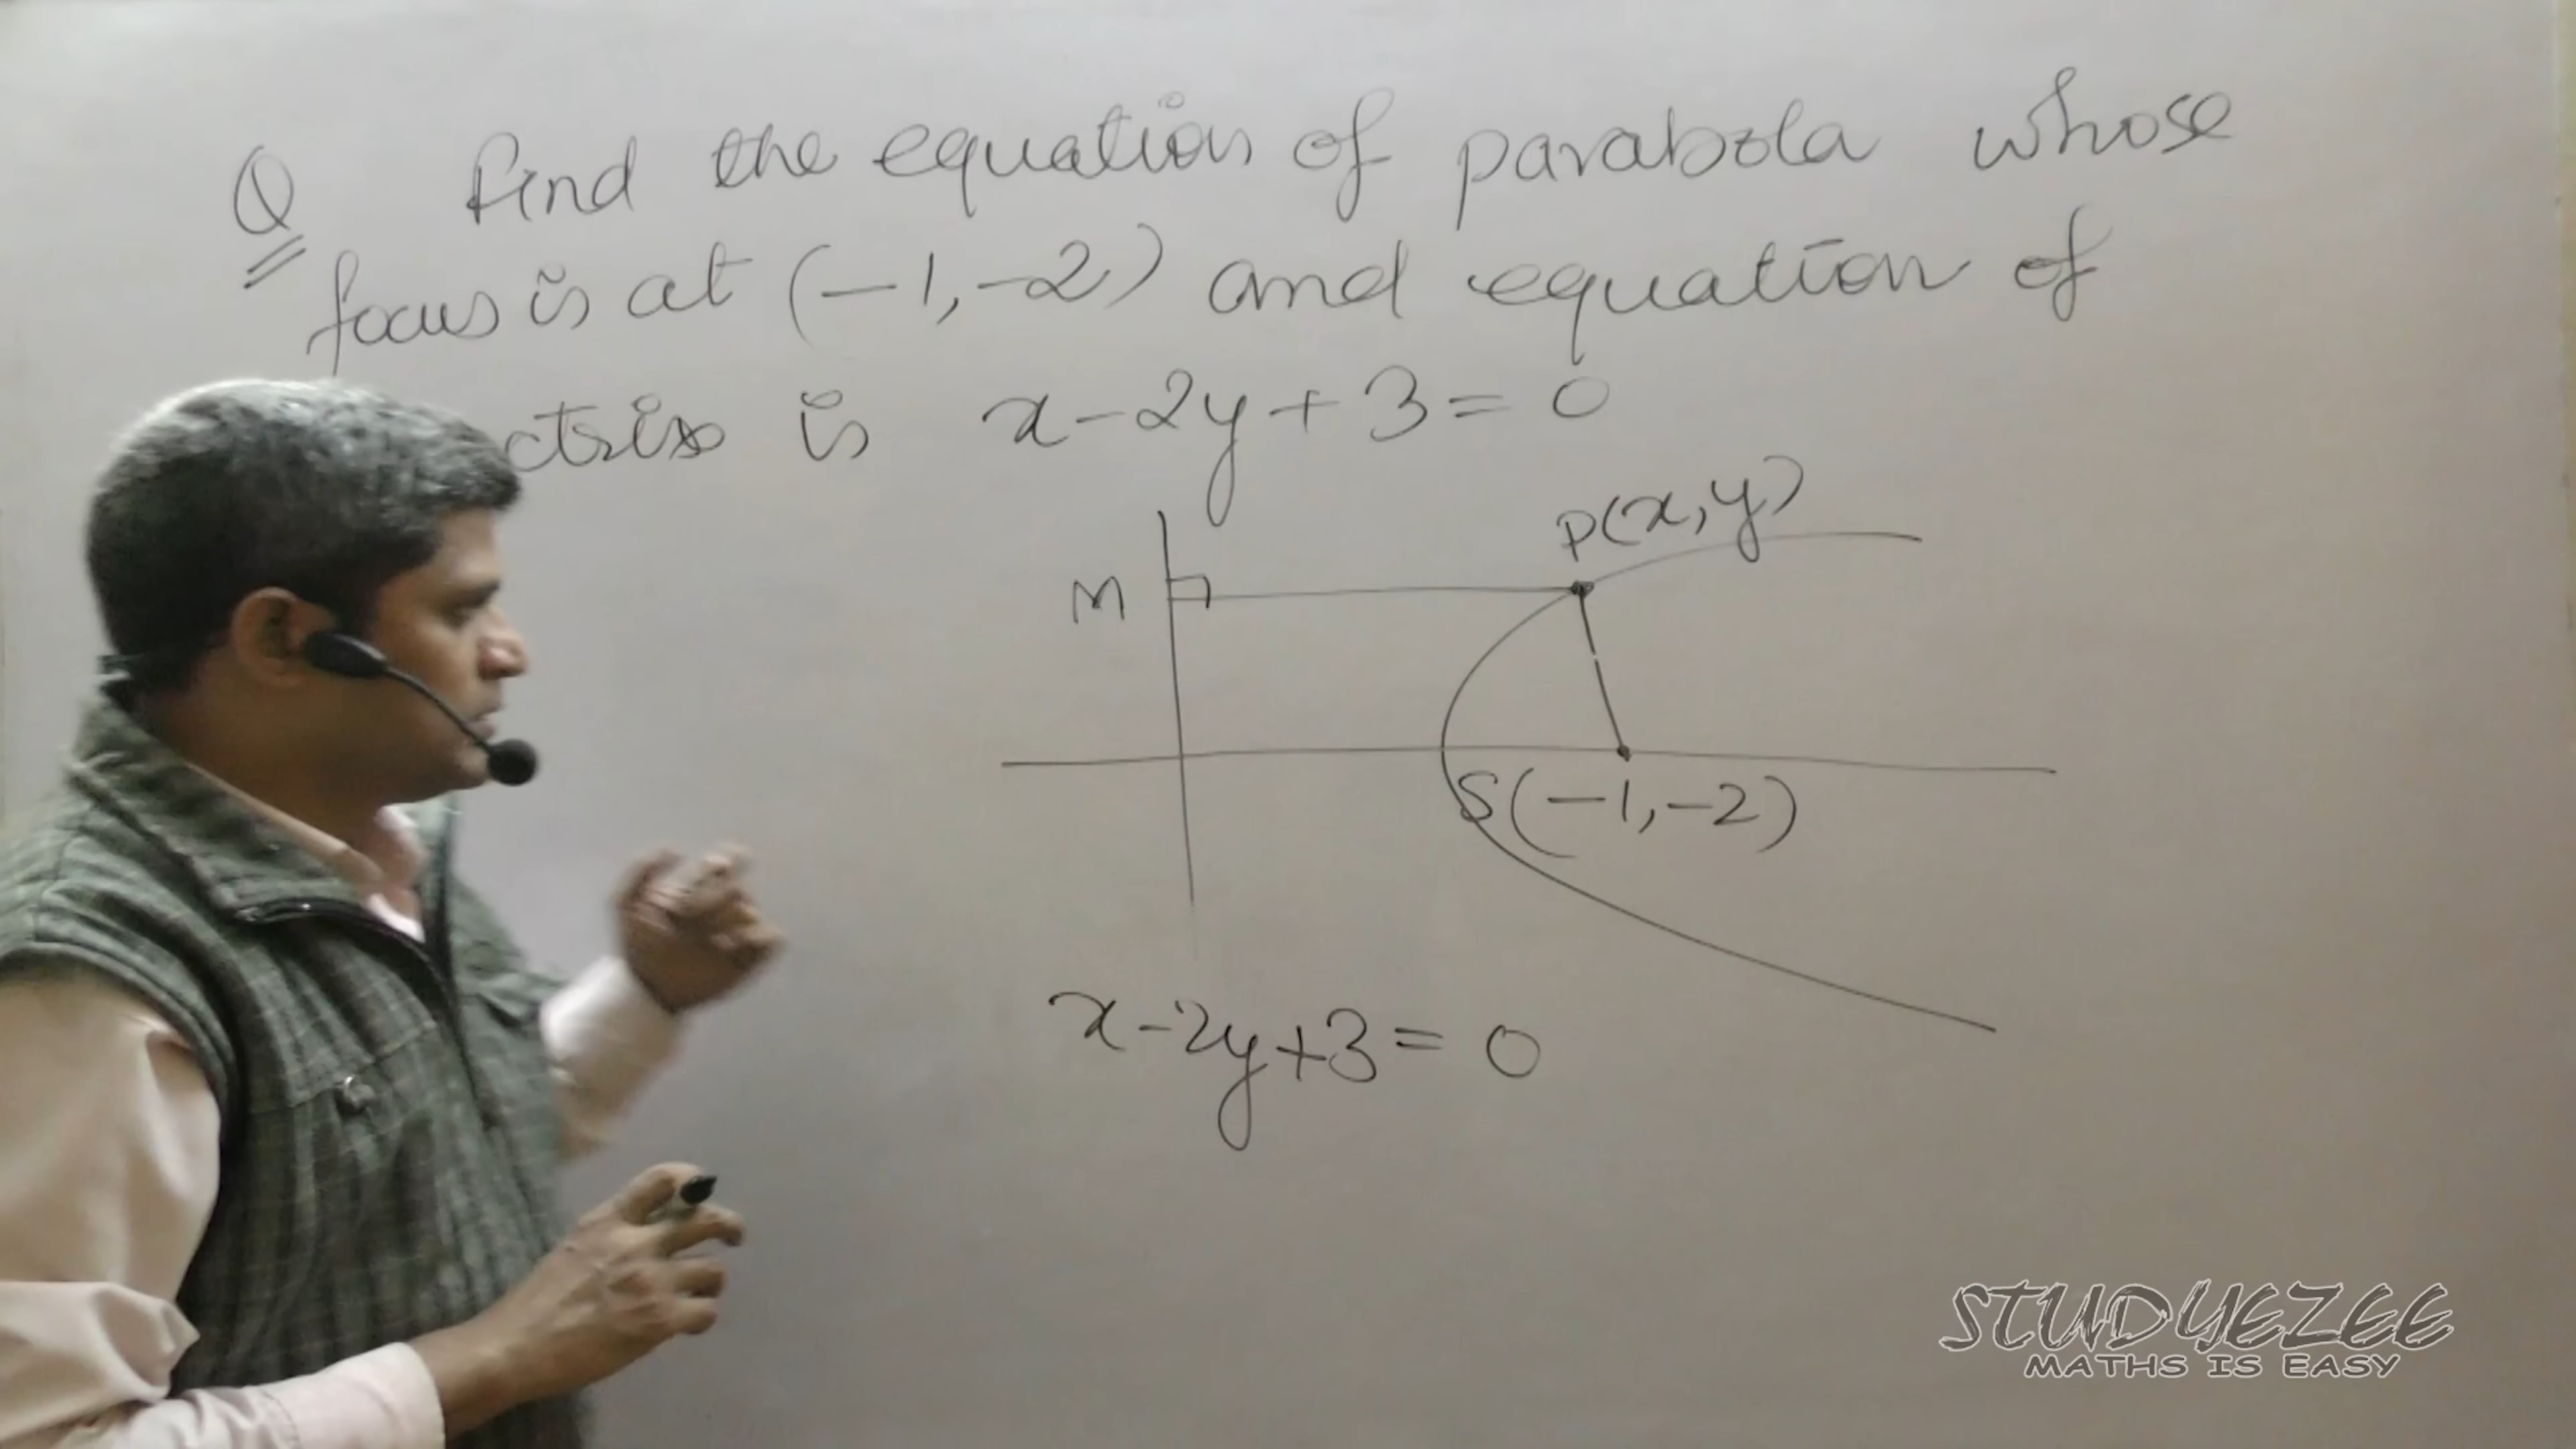 Q Find the equation of parabola whose
focus is at (-1,-2) and equation of
ctrix is x-2y+3=0
P(x,y)
M
S(-1,-2)
x-2y+3=0
STUDYEZEE
MATHS IS EASY